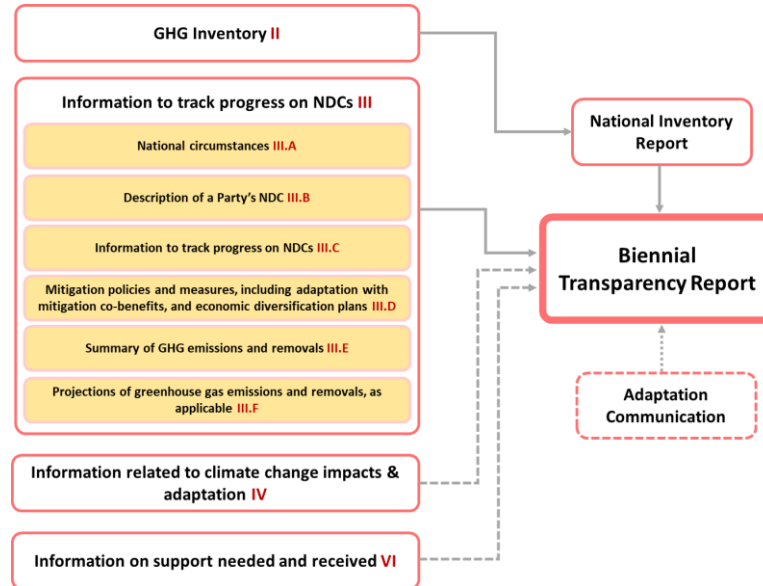 GHG Inventory II
Information to track progress on NDCs III
National circumstances III.A
Description of a Party's NDC III.B
Information to track progress on NDCs III.C
Mitigation policies and measures, including adaptation with
mitigation co-benefits, and economic diversification plans III.D
Summary of GHG emissions and removals III.E
Projections of greenhouse gas emissions and removals, as
applicable III.F
Information related to climate change impacts &
adaptation IV
Information on support needed and received VI
National Inventory
Report
Biennial
Transparency Report
Adaptation
Communication